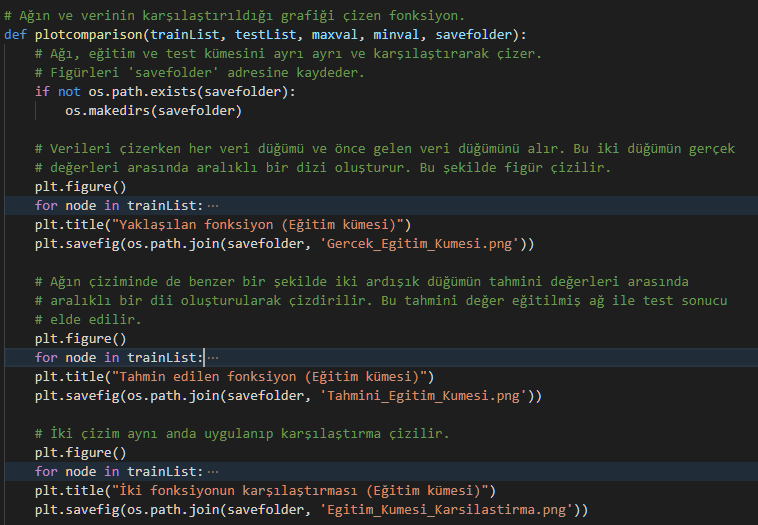 # Ağın ve verinin karşılaştırıldığı grafiği çizen fonksiyon.
def plotcomparison(trainList, testList, maxval, minval, savefolder):
# Ağı, eğitim ve test kümesini ayrı ayrı ve karşılaştırarak çizer.
# Figürleri 'savefolder' adresine kaydeder.
if not os.path.exists(savefolder):
os.makedirs(savefolder)
# Verileri çizerken her veri düğümü ve önce gelen veri düğümünü alır. Bu iki düğümün gerçek
# değerleri arasında aralıklı bir dizi oluşturur. Bu şekilde figür çizilir.
plt.figure()
for node in trainList: ···
plt.title("Yaklaşılan fonksiyon (Eğitim kümesi)")
plt.savefig(os.path.join(savefolder, 'Gercek_Egitim_Kumesi.png'))
# Ağın çiziminde de benzer bir şekilde iki ardışık düğümün tahmini değerleri arasında
# aralıklı bir dii oluşturularak çizdirilir. Bu tahmini değer eğitilmiş ağ ile test sonucu
# elde edilir.
plt.figure()
for node in trainList: ···
plt.title("Tahmin edilen fonksiyon (Eğitim kümesi)")
plt.savefig(os.path.join(savefolder, 'Tahmini_Egitim_Kumesi.png'))
# İki çizim aynı anda uygulanıp karşılaştırma çizilir.
plt.figure()
for node in trainList: ···
plt.title("İki fonksiyonun karşılaştırması (Eğitim kümesi)")
plt.savefig(os.path.join(savefolder, 'Egitim_Kumesi_Karsilastirma.png'))